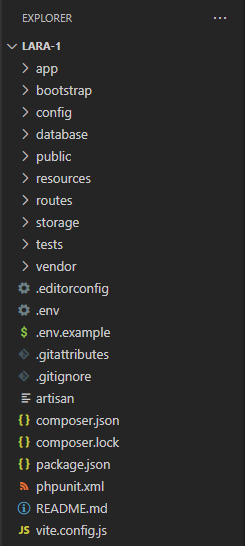 EXPLORER ...
LARA-1
app
bootstrap
config
database
public
resources
routes
storage
tests
vendor
.editorconfig
.env
$ .env.example
.gitattributes
.gitignore
artisan
{ } composer.json
{ } composer.lock
{ } package.json
phpunit.xml
README.md
JS vite.config.js